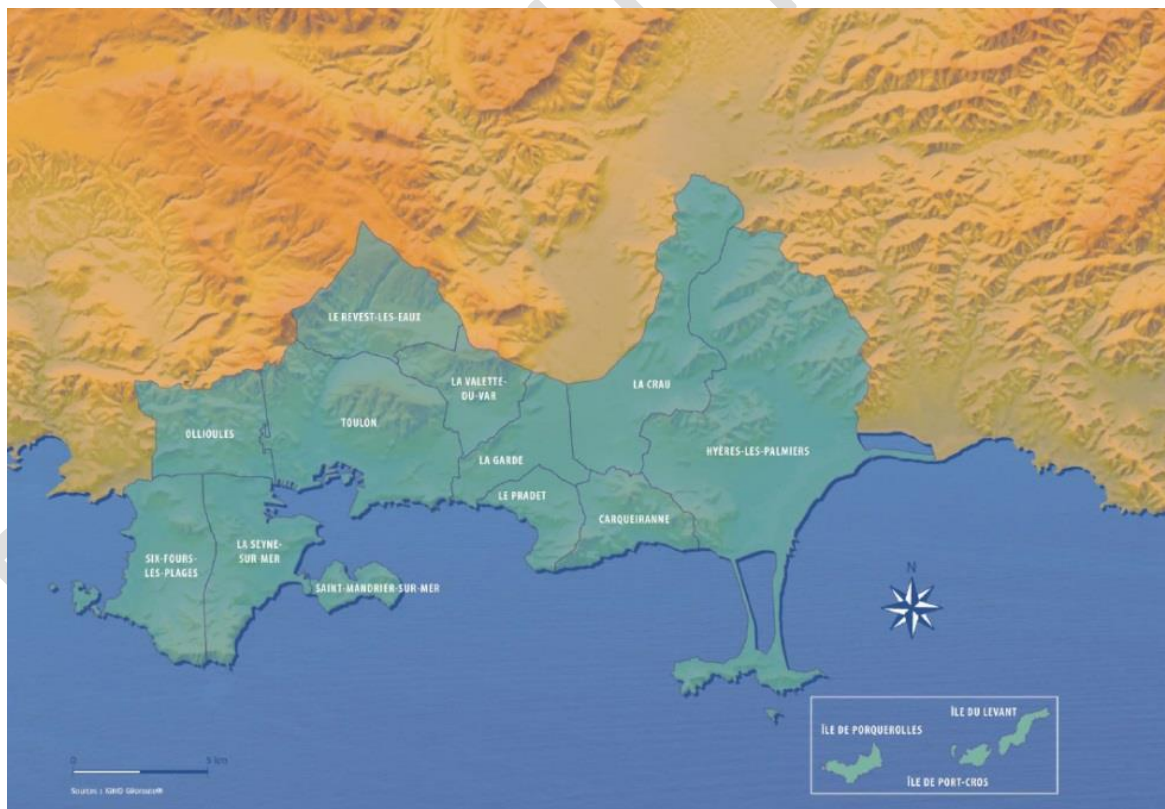 LE REVEST-LES-EAUX
LA VALETTE-
DU-VAR
LA CRAU
OLLIOULES
TOULON
HYÈRES-LES-PALMIERS
LA GARDE
LE PRADET
CARQUEIRANNE
LA SEYNE-
SUR MER
SIX-FOURS-
LES-PLAGES
SAINT-MANDRIER-SUR-MER
N
ÎLE DU LEVANT
ÎLE DE PORQUEROLLES
ÎLE DE PORT-CROS
0 5 km